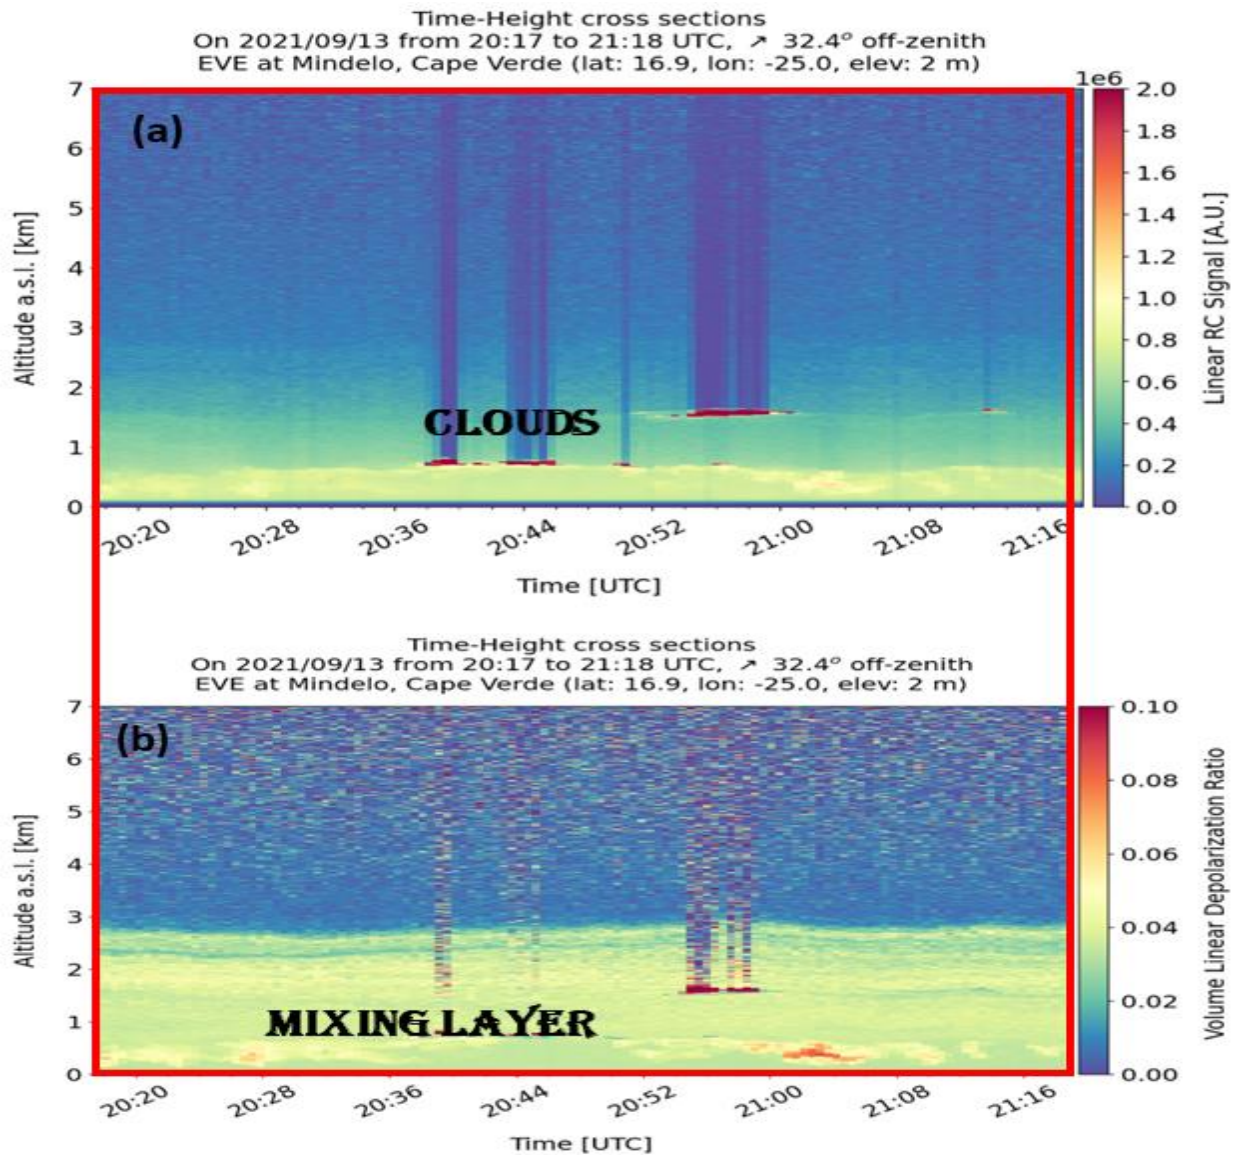 Time-Height cross sections
On 2021/09/13 from 20:17 to 21:18 UTC, ↗ 32.4° off-zenith
EVE at Mindelo, Cape Verde (lat: 16.9, lon: -25.0, elev: 2 m)
1e6
(a)
CLOUDS
Altitude a.s.l. [km]
7
6
5
4
3
2
1
0
20:20
20:28
20:36
20:44
20:52
21:00
21:08
21:16
Time [UTC]
2.0
1.8
1.6
1.4
1.2
1.0
0.8
0.6
0.4
0.2
0.0
Linear RC Signal [A.U.]
Time-Height cross sections
On 2021/09/13 from 20:17 to 21:18 UTC, ↗ 32.4° off-zenith
EVE at Mindelo, Cape Verde (lat: 16.9, lon: -25.0, elev: 2 m)
(b)
MIXING LAYER
Altitude a.s.l. [km]
7
6
5
4
3
2
1
0
20:20
20:28
20:36
20:44
20:52
21:00
21:08
21:16
Time [UTC]
0.10
0.08
0.06
0.04
0.02
0.00
Volume Linear Depolarization Ratio